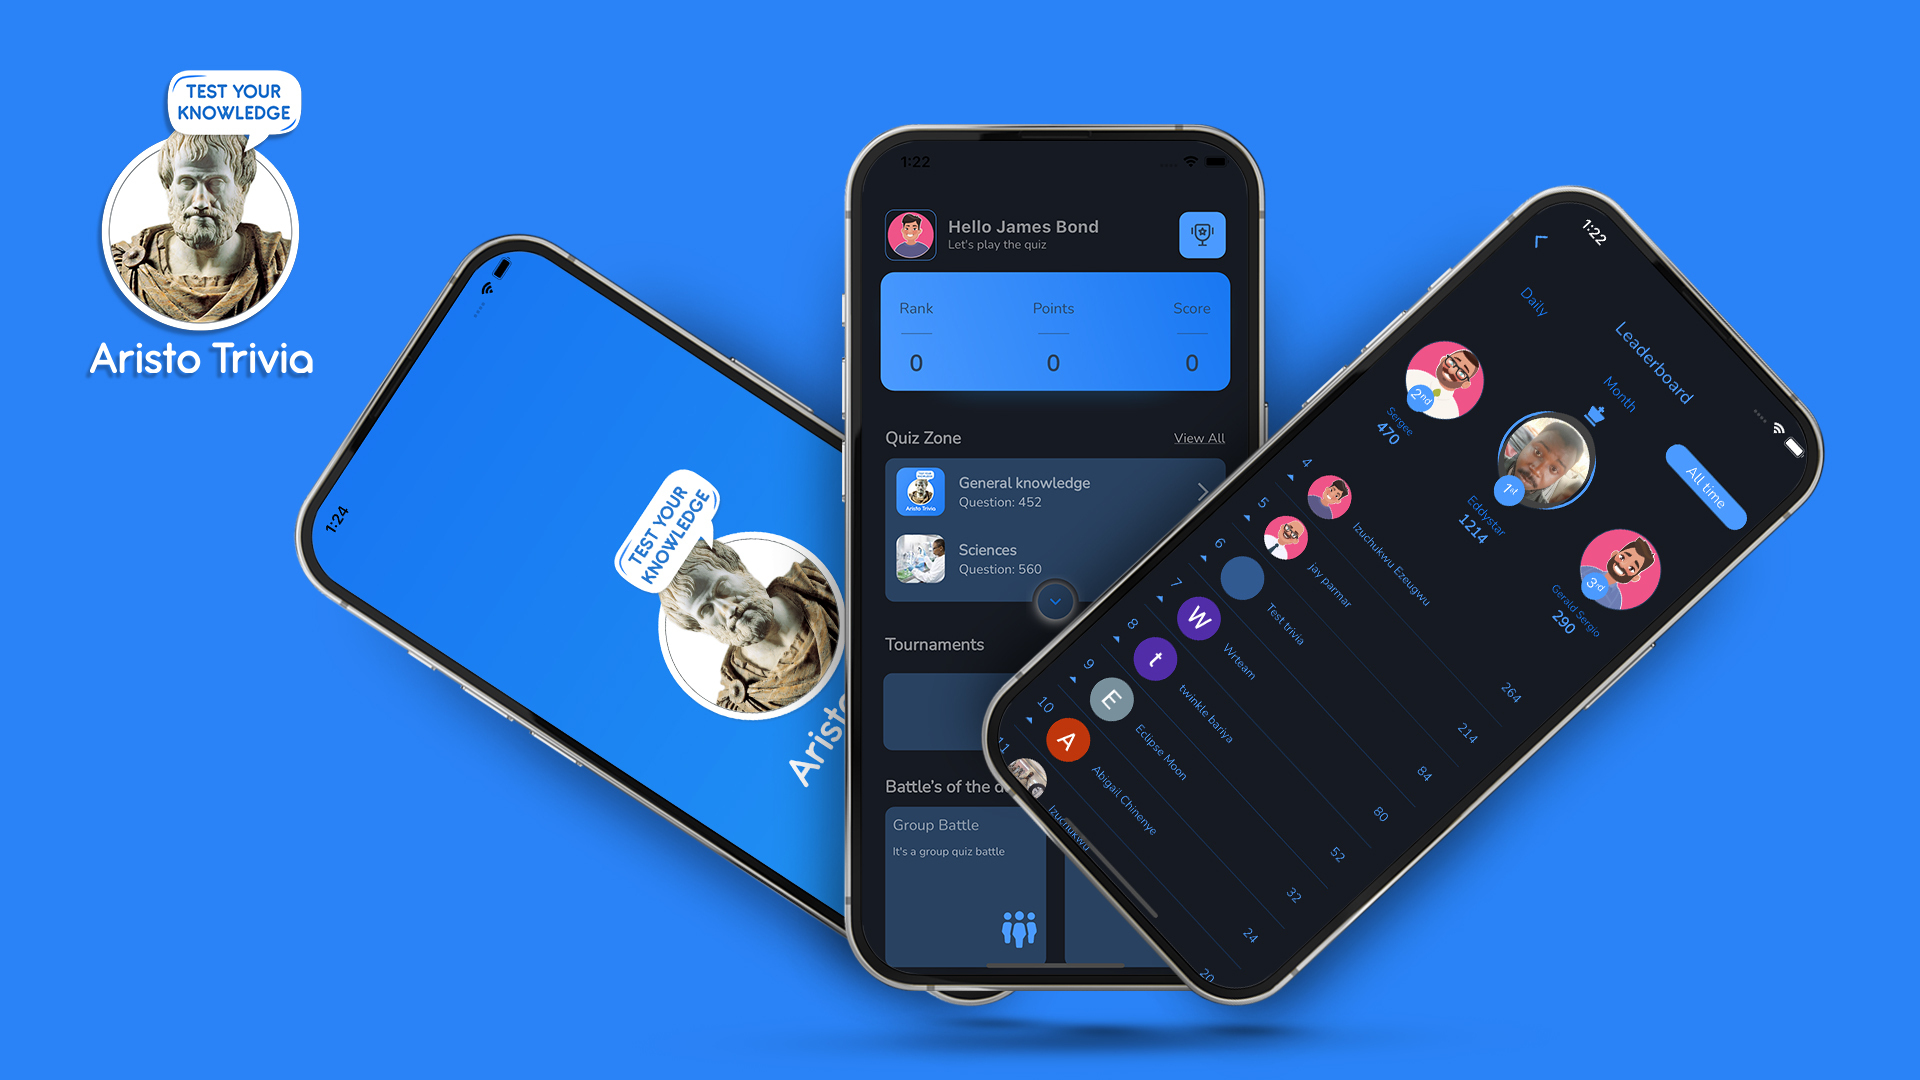 TEST YOUR
KNOWLEDGE
Aristo Trivia
1:24
TEST YOUR
KNOWLEDGE
Aristo
1:22
Hello James Bond
Let's play the quiz
Rank
Points
Score
0
0
0
Quiz Zone
View All
General knowledge
Question: 452
Aristo Trivia
Sciences
Question: 560
Tournaments
Battle's of the d
Group Battle
It's a group quiz battle
1:22
Leaderboard
Daily
Month
All time
2nd
Sergee
470
1st
Eddystar
1214
3rd
Gerald Sergio
290
4
Izuchukwu Ezeugwu
264
5
jay parmar
214
6
Test trivia
84
7
W
Wrteam
80
8
t
twinkle bariya
52
9
E
Eclipse Moon
32
10
A
Abigail Chinenye
24
11
Izuchukwu
20